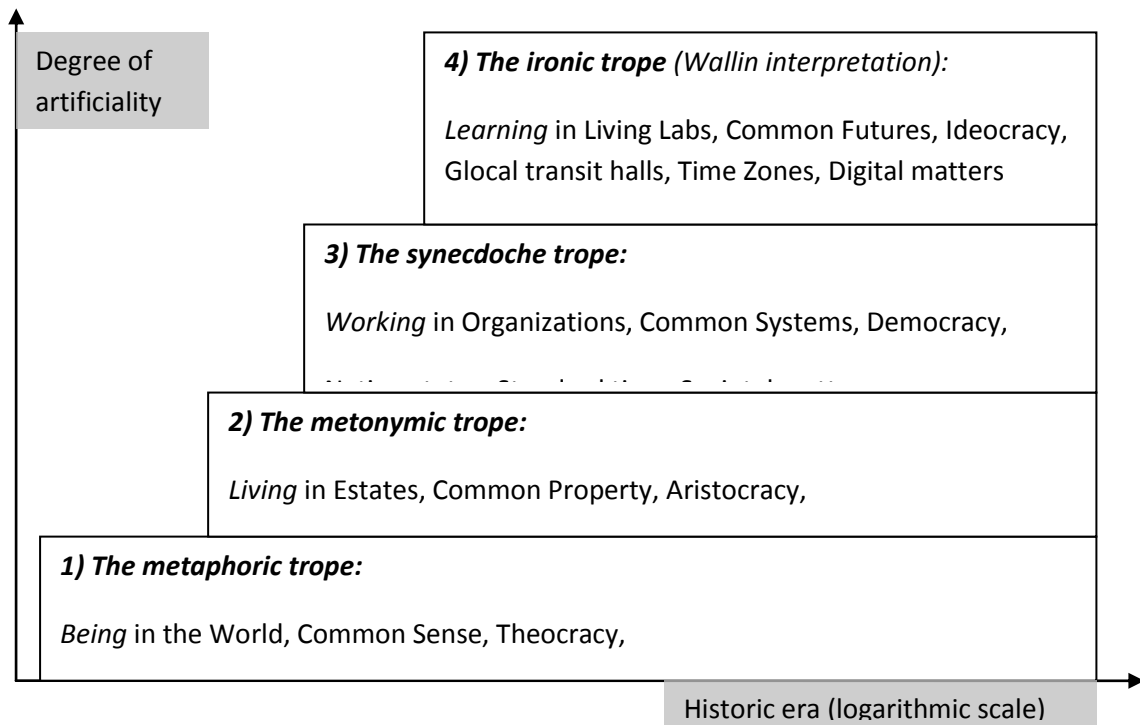 Degree of
artificiality
4) The ironic trope (Wallin interpretation):
Learning in Living Labs, Common Futures, Ideocracy,
Glocal transit halls, Time Zones, Digital matters
3) The synecdoche trope:
Working in Organizations, Common Systems, Democracy,
2) The metonymic trope:
Living in Estates, Common Property, Aristocracy,
1) The metaphoric trope:
Being in the World, Common Sense, Theocracy,
Historic era (logarithmic scale)